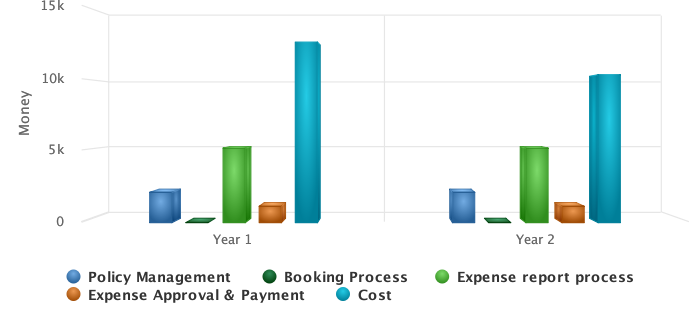 15k
10k
Money
5k
0
Year 1
Year 2
Policy Management
Booking Process
Expense report process
Expense Approval & Payment
Cost